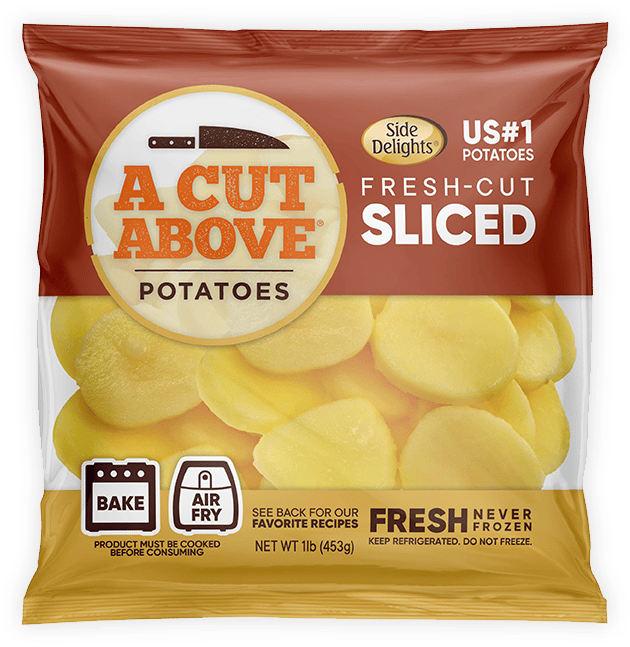 A CUT
ABOVE®
POTATOES
Side
Delights®
US#1
POTATOES
FRESH-CUT
SLICED
BAKE
AIR
FRY
PRODUCT MUST BE COOKED
BEFORE CONSUMING
SEE BACK FOR OUR
FAVORITE RECIPES
NET WT 1lb (453g)
FRESH NEVER
FROZEN
KEEP REFRIGERATED. DO NOT FREEZE.